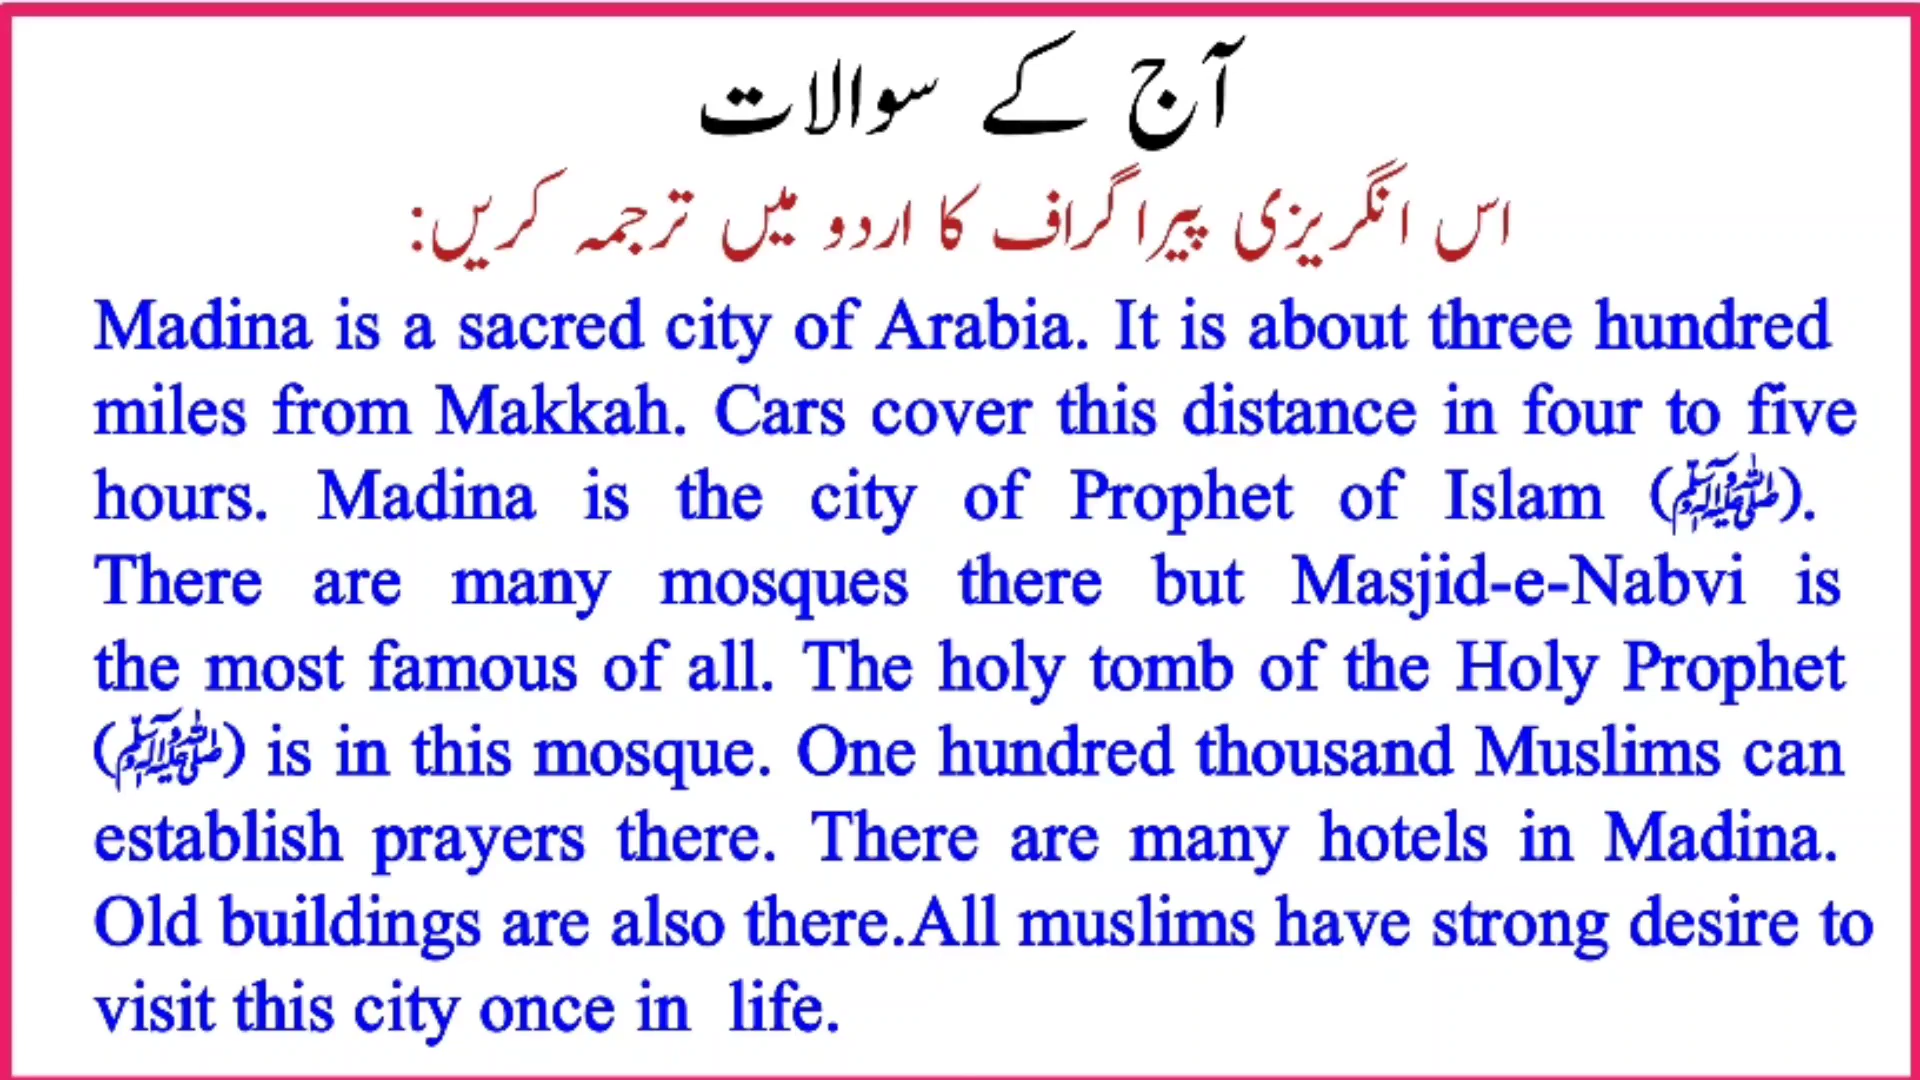 آج کے سوالات
اس انگریزی پیراگراف کا اردو میں ترجمہ کریں:
Madina is a sacred city of Arabia. It is about three hundred
miles from Makkah. Cars cover this distance in four to five
hours. Madina is the city of Prophet of Islam (ﷺ).
There are many mosques there but Masjid-e-Nabvi is
the most famous of all. The holy tomb of the Holy Prophet
(ﷺ) is in this mosque. One hundred thousand Muslims can
establish prayers there. There are many hotels in Madina.
Old buildings are also there.All muslims have strong desire to
visit this city once in life.